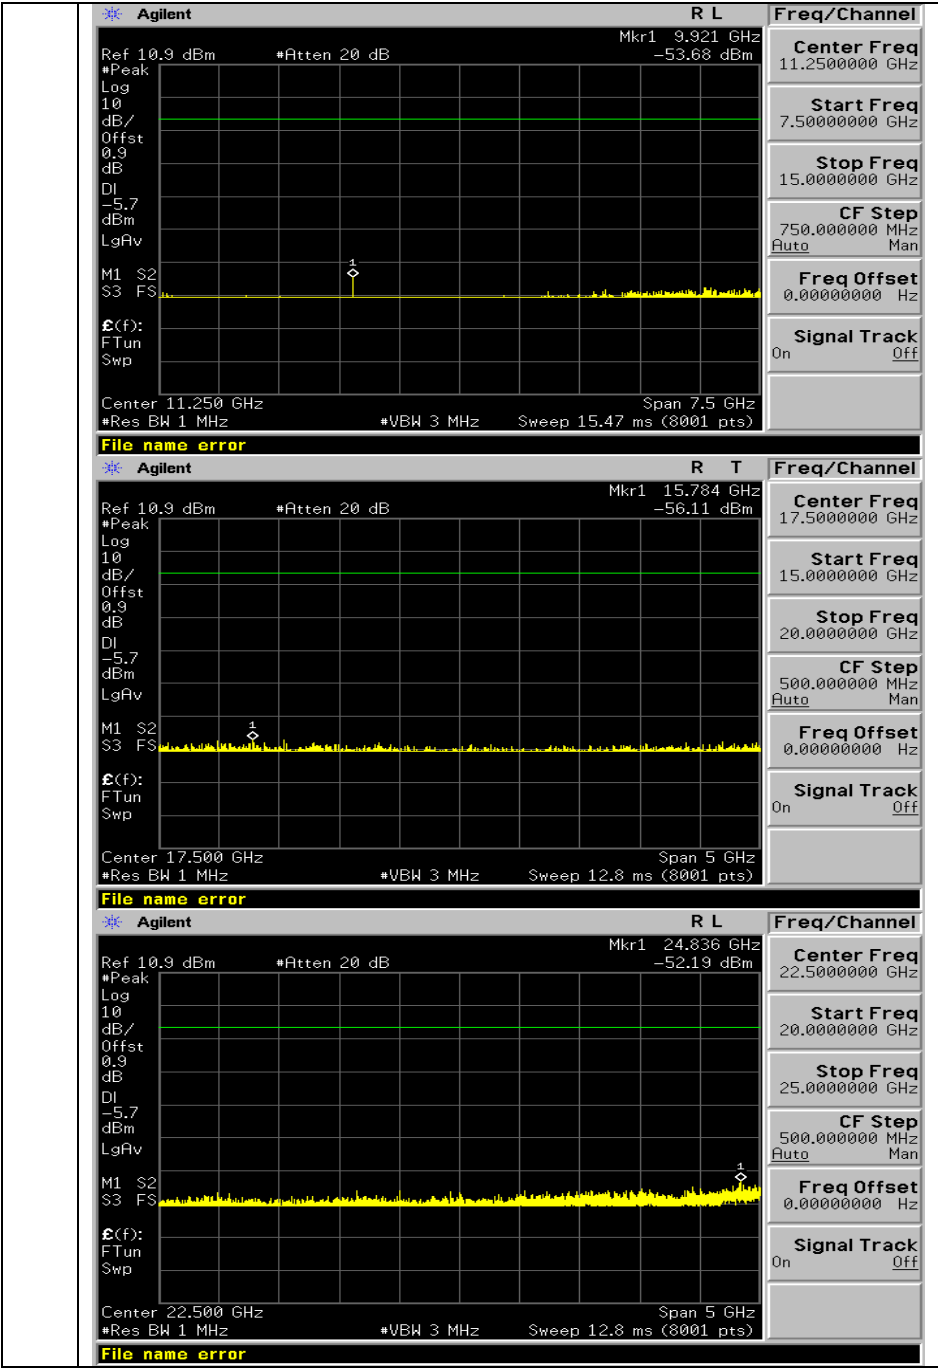 Agilent R L Freq/Channel
Mkr1 9.921 GHz
Ref 10.9 dBm #Atten 20 dB -53.68 dBm
#Peak
Log
10
dB/
Offst
0.9
dB
DI
-5.7
dBm
LgAv
1
M1 S2
S3 FS
£(f):
FTun
Swp
Center 11.250 GHz Span 7.5 GHz
#Res BW 1 MHz #VBW 3 MHz Sweep 15.47 ms (8001 pts)
File name error
Center Freq
11.2500000 GHz
Start Freq
7.50000000 GHz
Stop Freq
15.0000000 GHz
CF Step
750.000000 MHz
Auto Man
Freq Offset
0.00000000 Hz
Signal Track
On Off
Agilent R T Freq/Channel
Mkr1 15.784 GHz
Ref 10.9 dBm #Atten 20 dB -56.11 dBm
#Peak
Log
10
dB/
Offst
0.9
dB
DI
-5.7
dBm
LgAv
1
M1 S2
S3 FS
£(f):
FTun
Swp
Center 17.500 GHz Span 5 GHz
#Res BW 1 MHz #VBW 3 MHz Sweep 12.8 ms (8001 pts)
File name error
Center Freq
17.5000000 GHz
Start Freq
15.0000000 GHz
Stop Freq
20.0000000 GHz
CF Step
500.000000 MHz
Auto Man
Freq Offset
0.00000000 Hz
Signal Track
On Off
Agilent R L Freq/Channel
Mkr1 24.836 GHz
Ref 10.9 dBm #Atten 20 dB -52.19 dBm
#Peak
Log
10
dB/
Offst
0.9
dB
DI
-5.7
dBm
LgAv
1
M1 S2
S3 FS
£(f):
FTun
Swp
Center 22.500 GHz Span 5 GHz
#Res BW 1 MHz #VBW 3 MHz Sweep 12.8 ms (8001 pts)
File name error
Center Freq
22.5000000 GHz
Start Freq
20.0000000 GHz
Stop Freq
25.0000000 GHz
CF Step
500.000000 MHz
Auto Man
Freq Offset
0.00000000 Hz
Signal Track
On Off